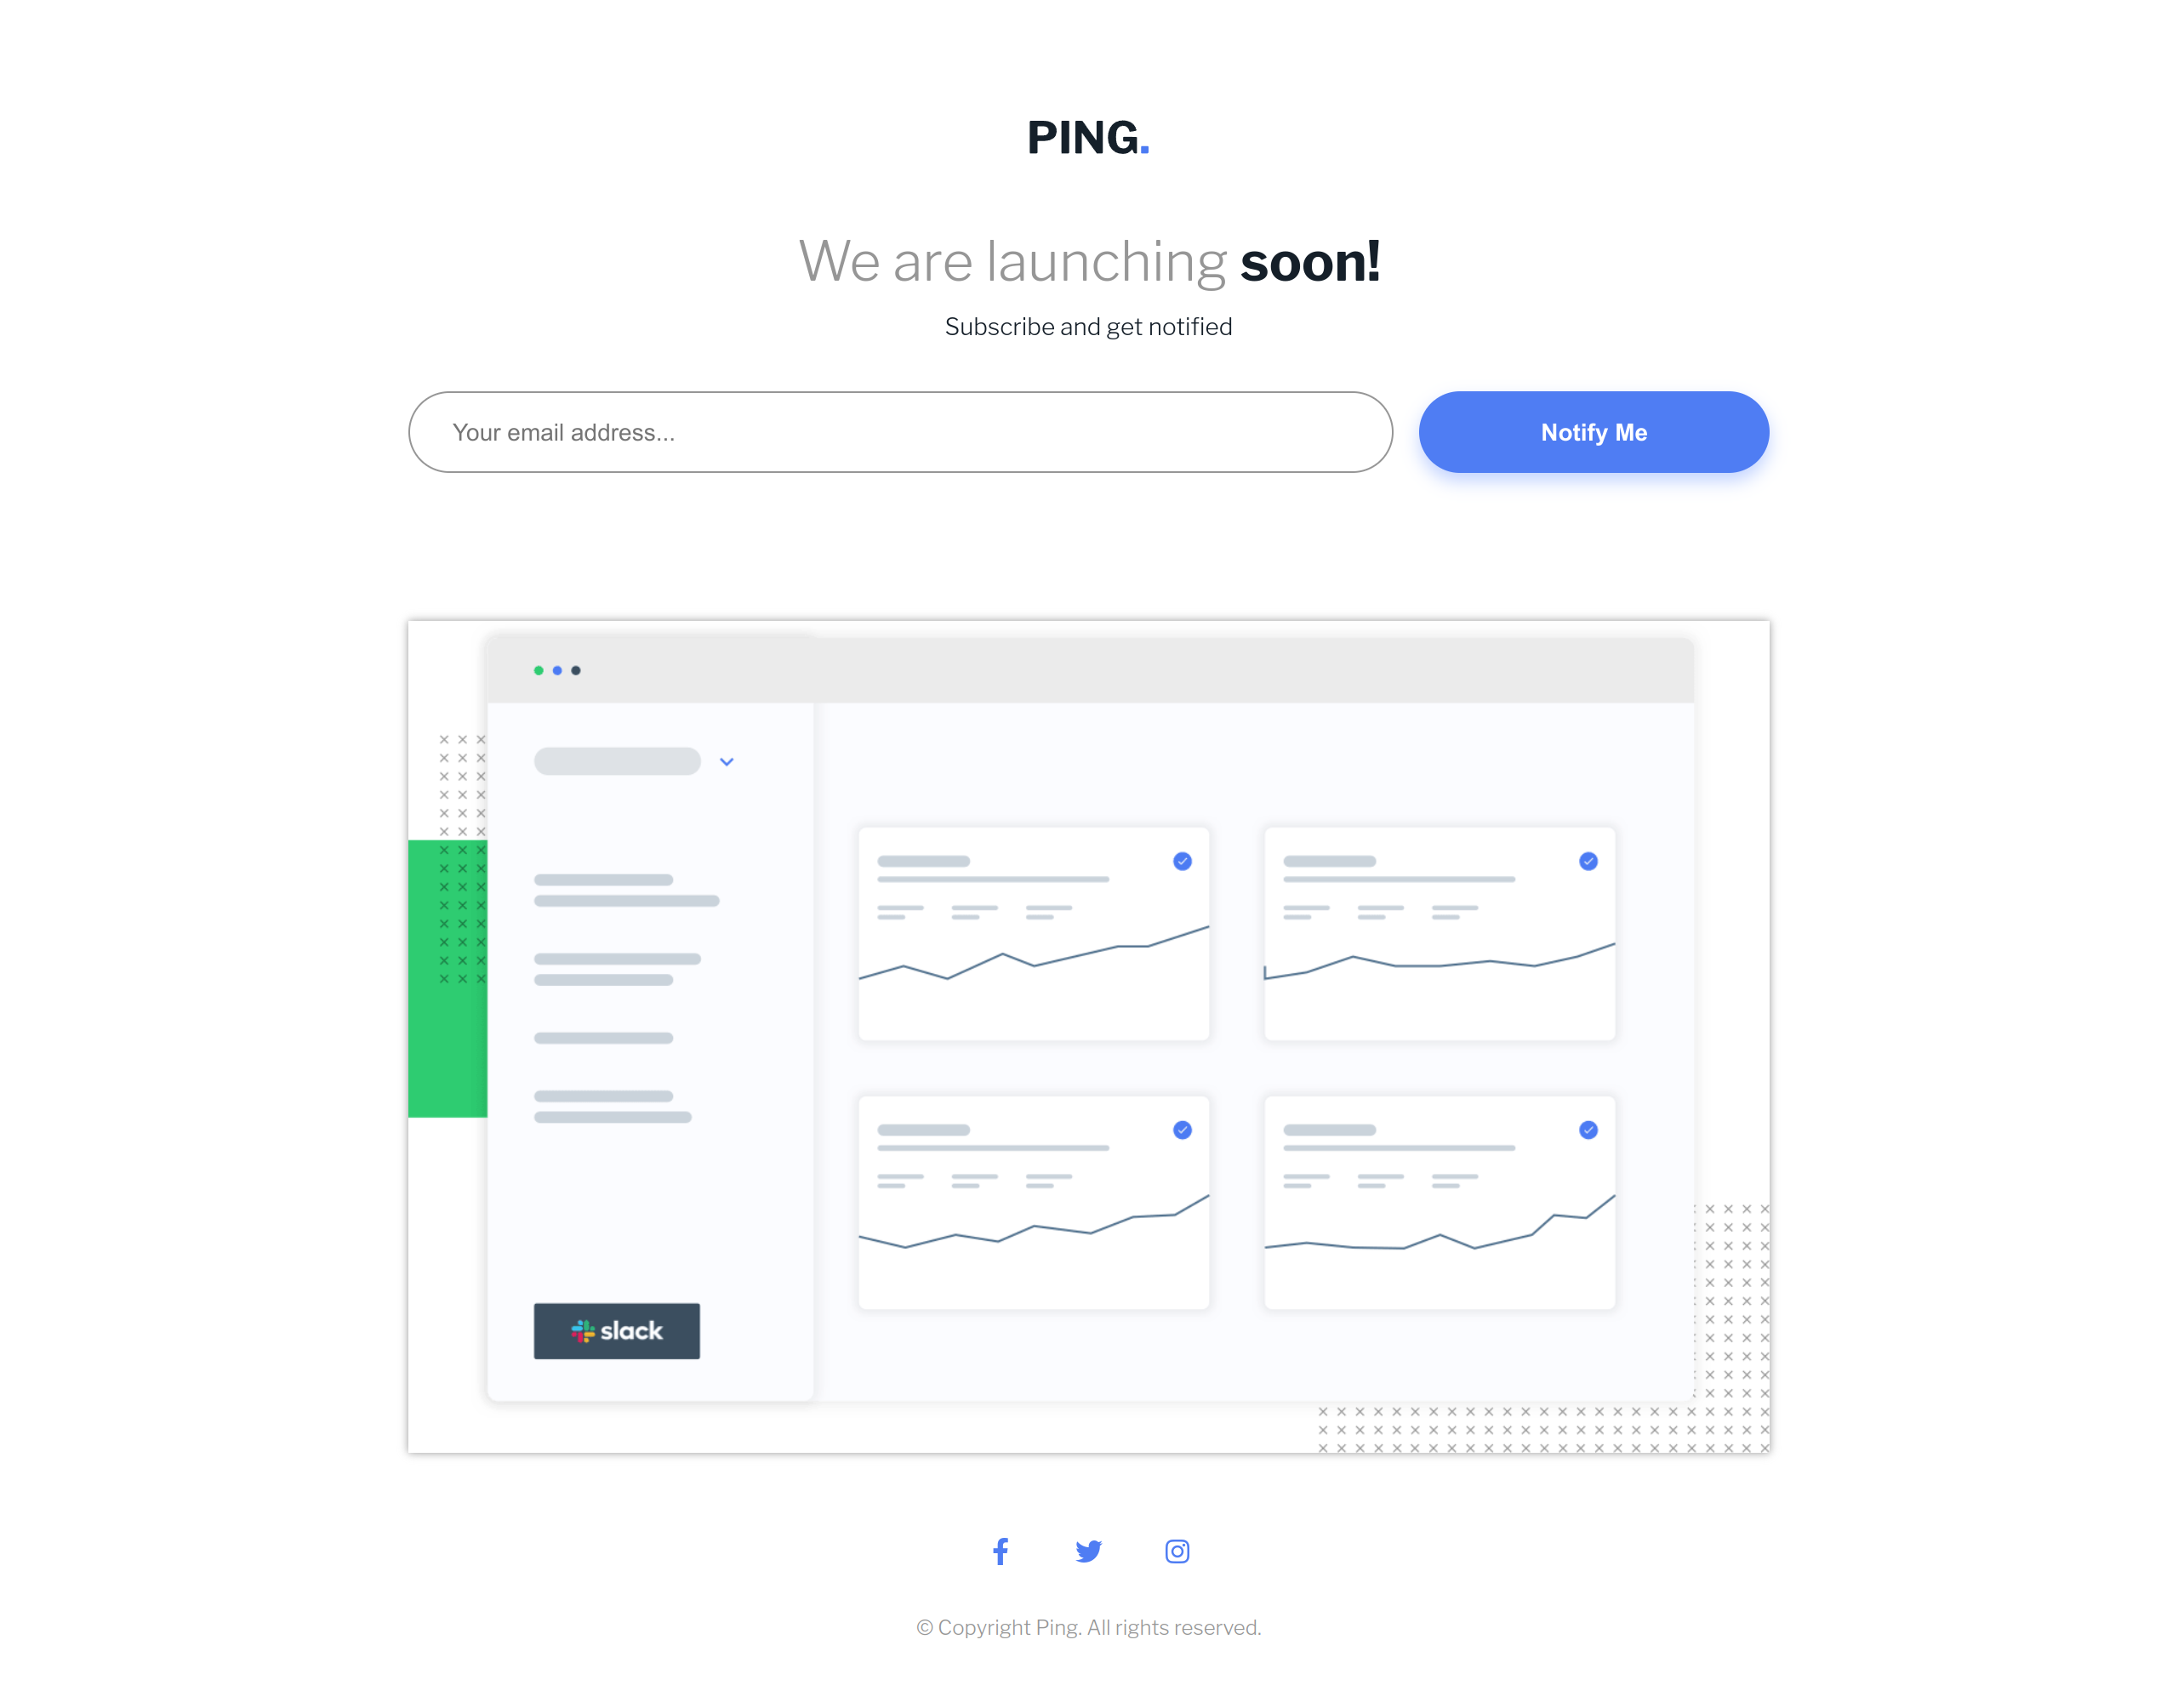 PING.
We are launching soon!
Subscribe and get notified
Your email address...
Notify Me
slack
© Copyright Ping. All rights reserved.